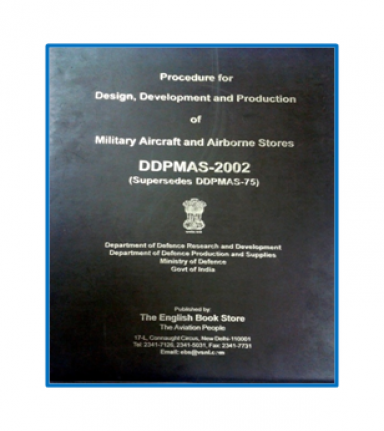 Procedure for
Design, Development and Production
of
Military Aircraft and Airborne Stores
DDPMAS-2002
(Supersedes DDPMAS-75)
Department of Defence Research and Development
Department of Defence Production and Supplies
Ministry of Defence
Govt of India
Published by:
The English Book Store
The Aviation People
17-L, Connaught Circus, New Delhi-110001
Tel: 2341-7126, 2341-5031, Fax: 2341-7731
Email: